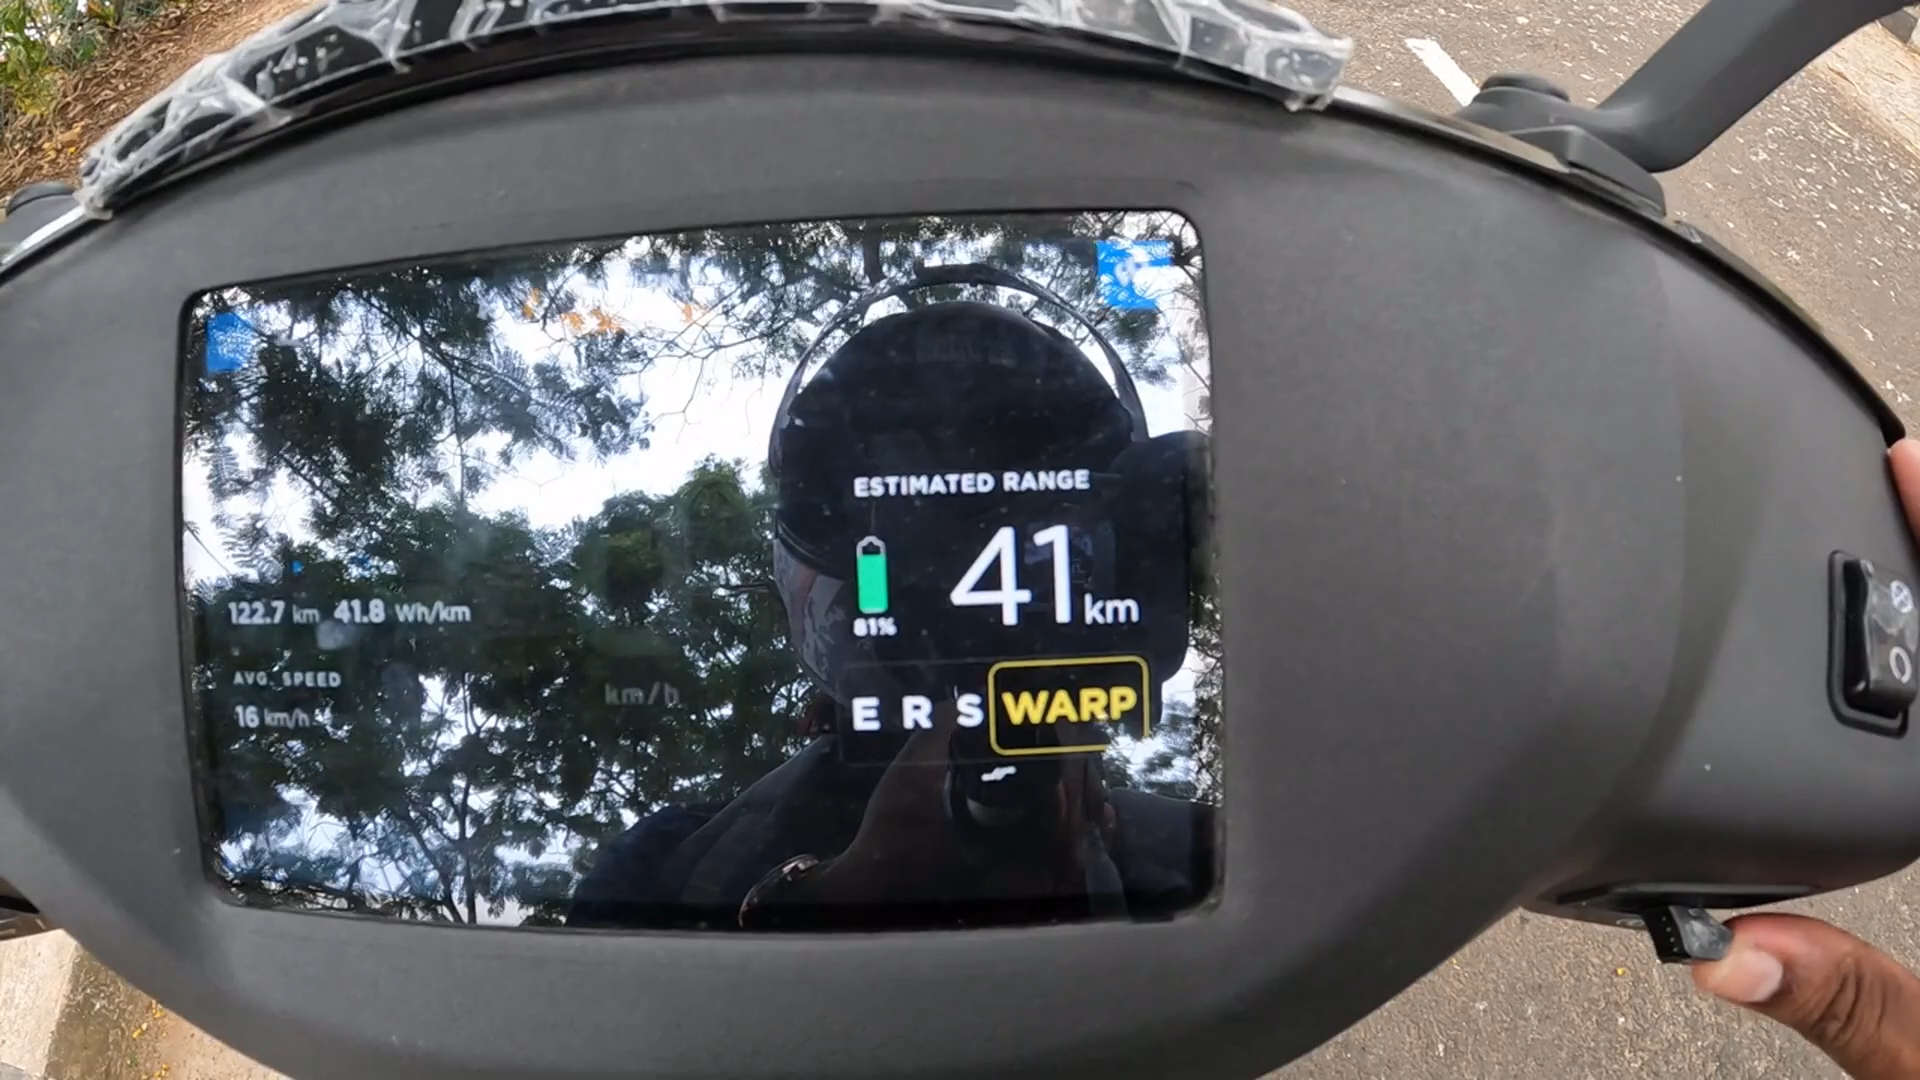 ESTIMATED RANGE
41 km
81%
122.7 km 41.8 Wh/km
AVG. SPEED
16 km/h
km/h
E R S WARP